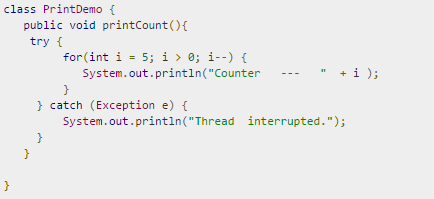 class PrintDemo {
   public void printCount(){
    try {
         for(int i = 5; i > 0; i--) {
            System.out.println("Counter   ---   "  + i );
         }
     } catch (Exception e) {
         System.out.println("Thread  interrupted.");
     }
   }

}